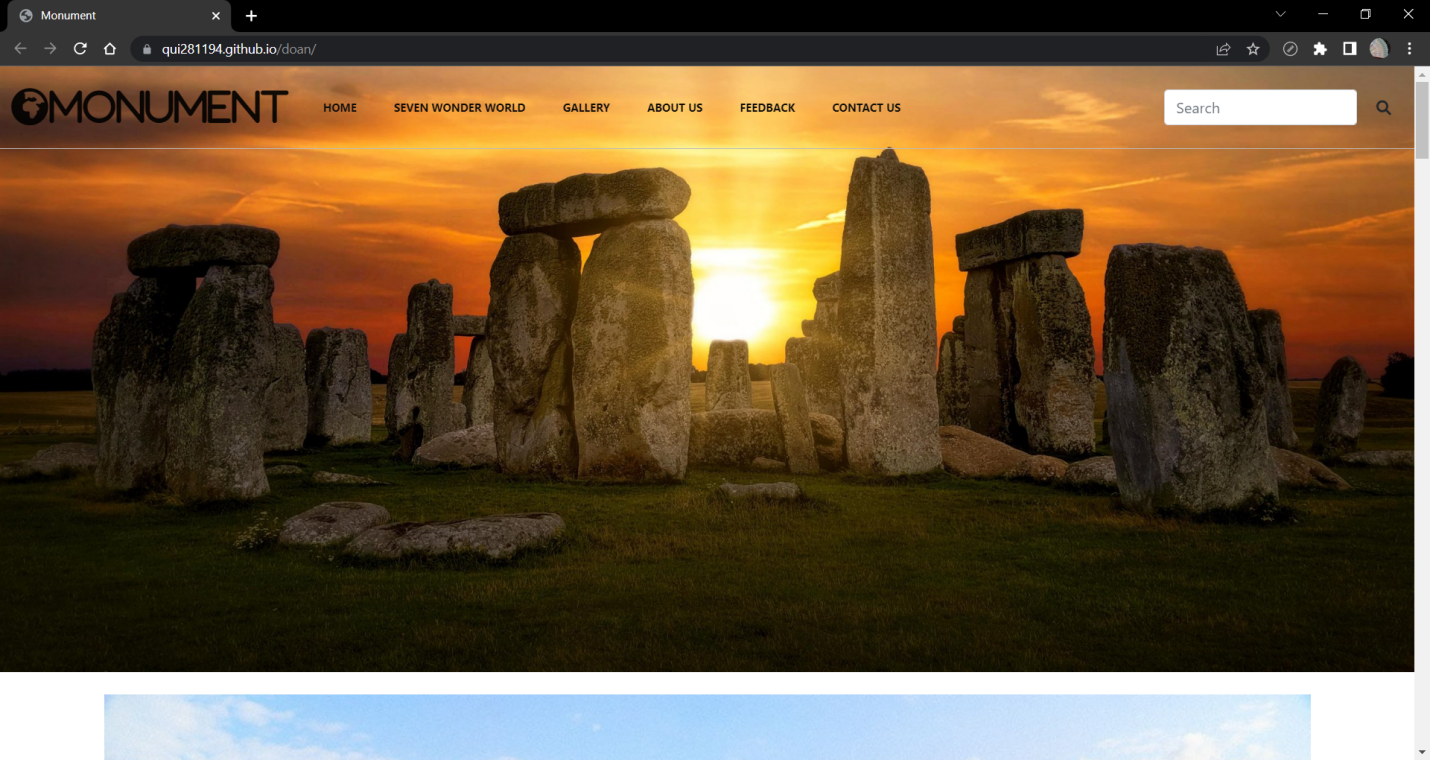 Monument
qui281194.github.io/doan/
MONUMENT HOME SEVEN WONDER WORLD GALLERY ABOUT US FEEDBACK CONTACT US Search